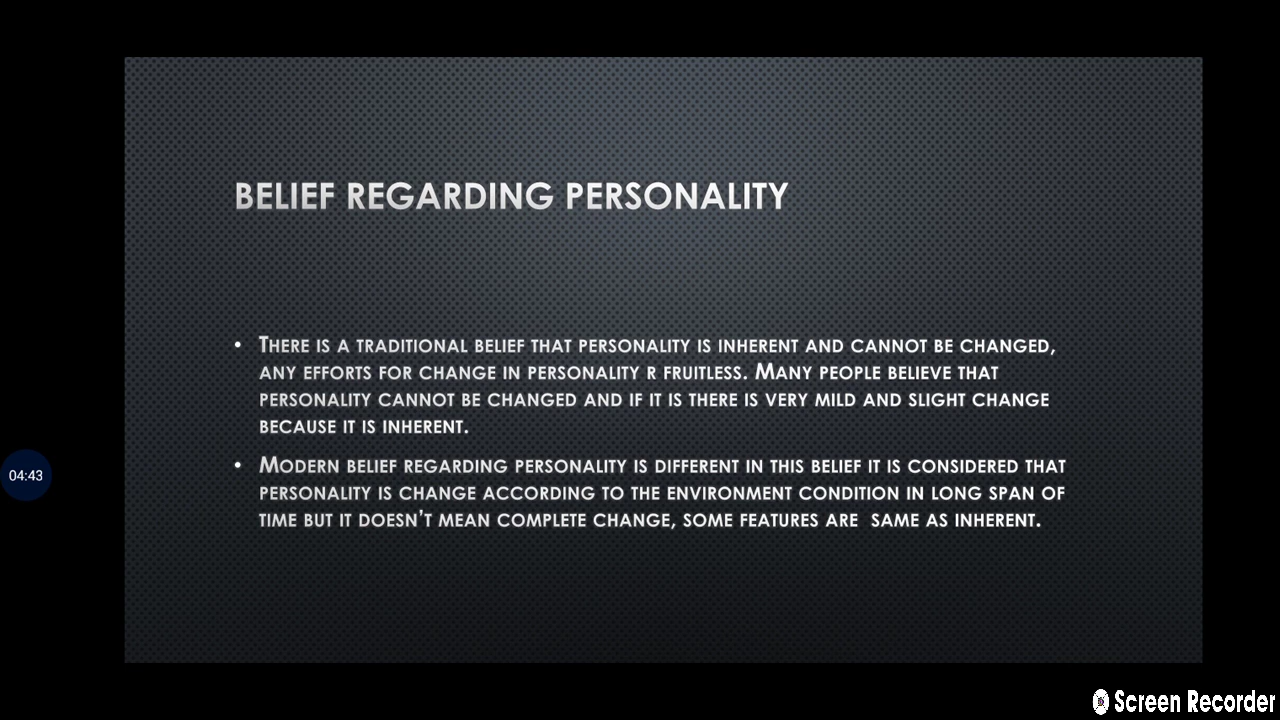 BELIEF REGARDING PERSONALITY
• THERE IS A TRADITIONAL BELIEF THAT PERSONALITY IS INHERENT AND CANNOT BE CHANGED,
ANY EFFORTS FOR CHANGE IN PERSONALITY R FRUITLESS. MANY PEOPLE BELIEVE THAT
PERSONALITY CANNOT BE CHANGED AND IF IT IS THERE IS VERY MILD AND SLIGHT CHANGE
BECAUSE IT IS INHERENT.
• MODERN BELIEF REGARDING PERSONALITY IS DIFFERENT IN THIS BELIEF IT IS CONSIDERED THAT
PERSONALITY IS CHANGE ACCORDING TO THE ENVIRONMENT CONDITION IN LONG SPAN OF
TIME BUT IT DOESN'T MEAN COMPLETE CHANGE, SOME FEATURES ARE SAME AS INHERENT.
04:43
Screen Recorder